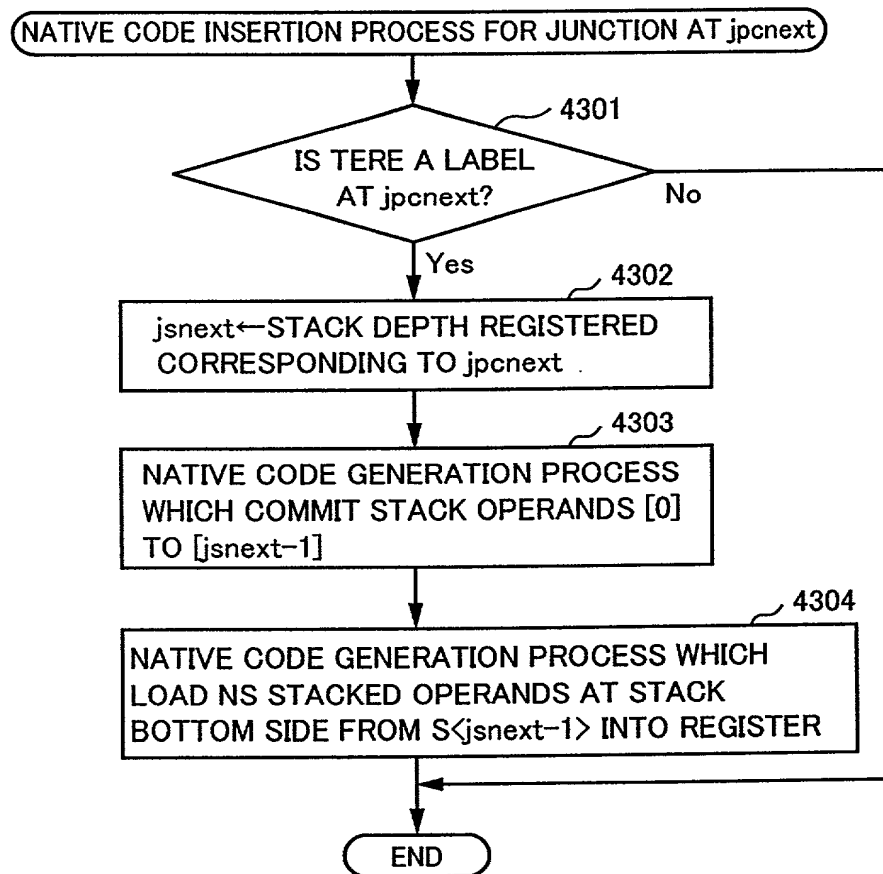 NATIVE CODE INSERTION PROCESS FOR JUNCTION AT jpcnext
4301
IS TERE A LABEL
AT jpcnext?
No
Yes
4302
jsnext←STACK DEPTH REGISTERED
CORRESPONDING TO jpcnext
4303
NATIVE CODE GENERATION PROCESS
WHICH COMMIT STACK OPERANDS [0]
TO [jsnext-1]
4304
NATIVE CODE GENERATION PROCESS WHICH
LOAD NS STACKED OPERANDS AT STACK
BOTTOM SIDE FROM S<jsnext-1> INTO REGISTER
END